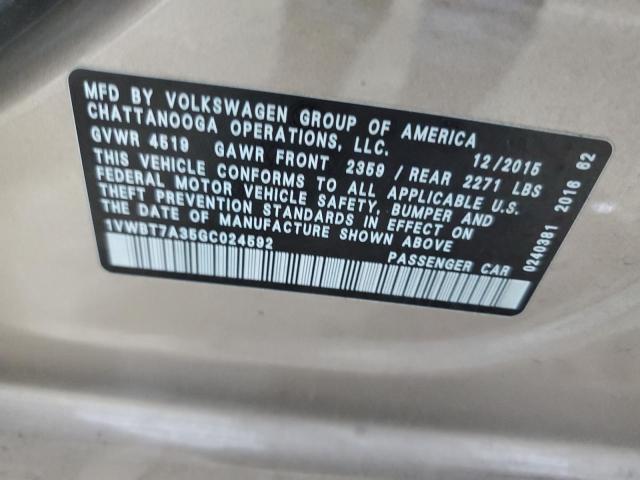 MFD BY VOLKSWAGEN GROUP OF AMERICA
CHATTANOOGA OPERATIONS, LLC.
GVWR 4519 GAWR FRONT 2359 / REAR 2271 LBS 12/2015
THIS VEHICLE CONFORMS TO ALL APPLICABLE U.S.
FEDERAL MOTOR VEHICLE SAFETY, BUMPER AND
THEFT PREVENTION STANDARDS IN EFFECT ON
DATE OF MANUFACTURE SHOWN ABOVE
1VWBT7A35GC024592 PASSENGER CAR
0240381 2016 62